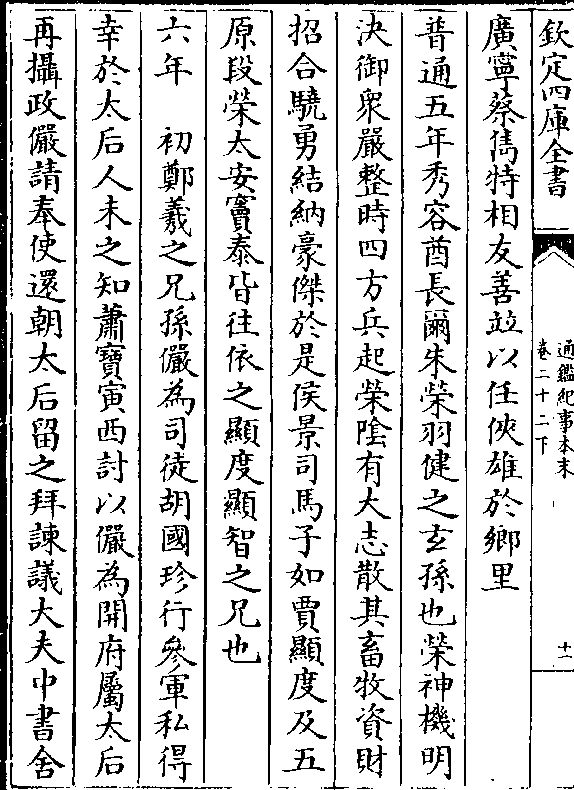 欽定四庫全書
通鑑紀事本末
卷二十二下
十一
廣寧蔡儁特相友善竝以任俠雄於鄉里
普通五年秀容酋長爾朱榮羽健之玄孫也榮神機明
決御衆嚴整時四方兵起榮陰有大志散其畜牧資財
招合驍勇結納豪傑於是侯景司馬子如賈顯度及五
原段榮太安竇泰皆往依之顯度顯智之兄也
六年　初鄭羲之兄孫儼為司徒胡國珍行參軍私得
幸於太后人未之知蕭寶寅西討以儼為開府屬太后
再攝政儼請奉使還朝太后留之拜諫議大夫中書舍